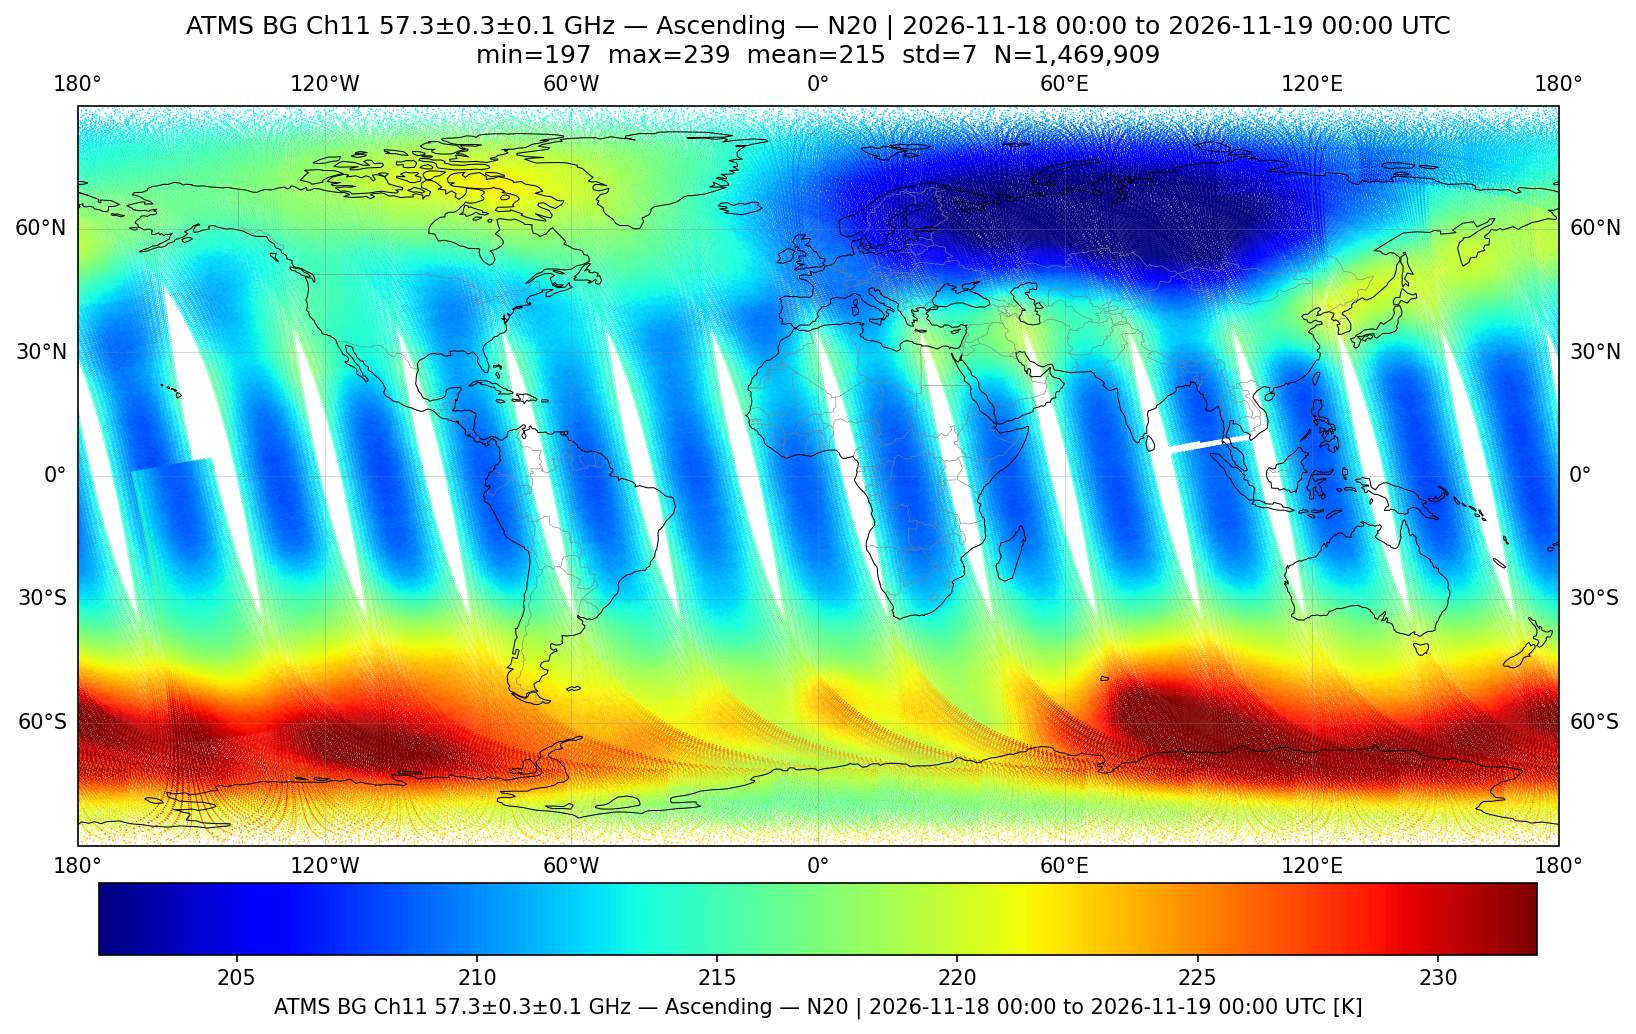 ATMS BG Ch11 57.3±0.3±0.1 GHz — Ascending — N20 | 2026-11-18 00:00 to 2026-11-19 00:00 UTC
min=197 max=239 mean=215 std=7 N=1,469,909
180° 120°W 60°W 0° 60°E 120°E 180°
60°N 60°N
30°N 30°N
0° 0°
30°S 30°S
60°S 60°S
180° 120°W 60°W 0° 60°E 120°E 180°
205 210 215 220 225 230
ATMS BG Ch11 57.3±0.3±0.1 GHz — Ascending — N20 | 2026-11-18 00:00 to 2026-11-19 00:00 UTC [K]